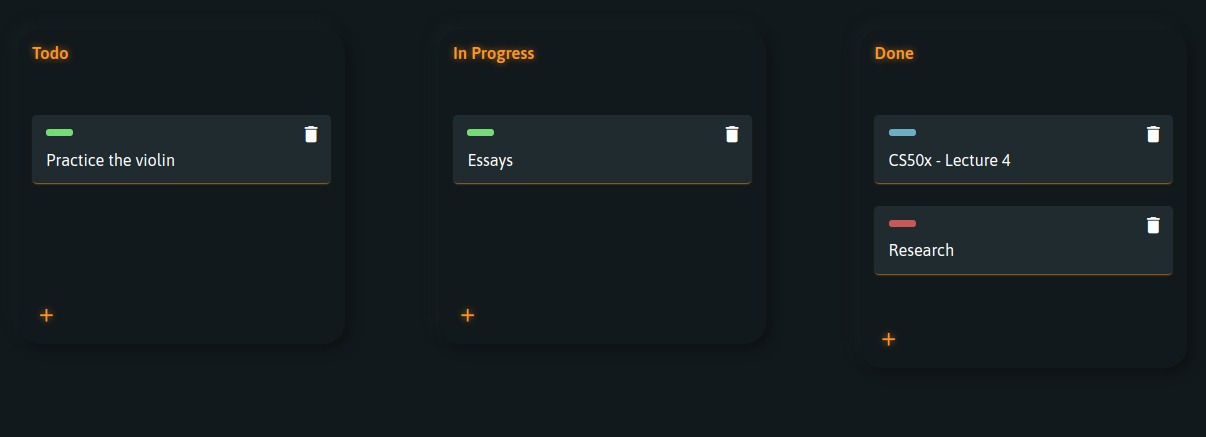 Todo
Practice the violin
+
In Progress
Essays
+
Done
CS50x - Lecture 4
Research
+